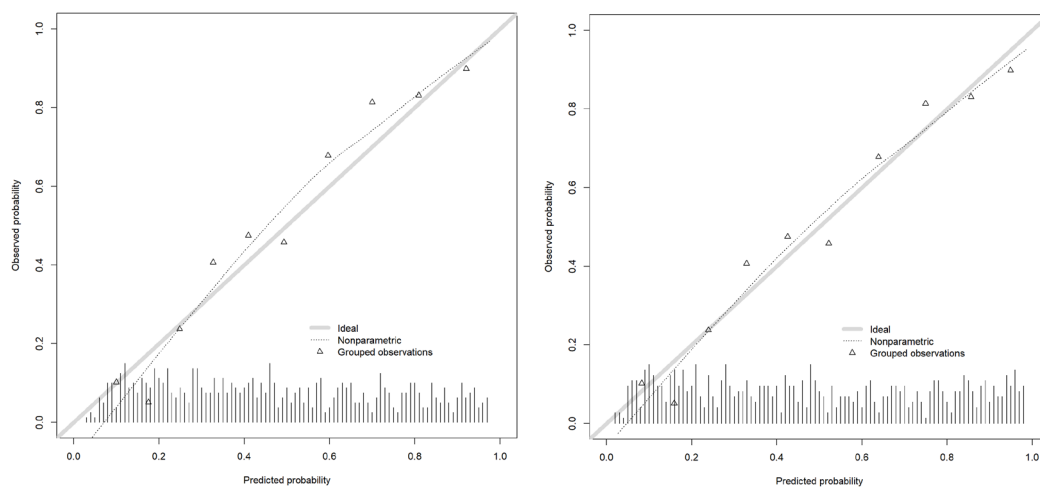 1.0
0.8
0.6
0.4
0.2
0.0
Observed probability
Ideal
Nonparametric
Grouped observations
0.0 0.2 0.4 0.6 0.8 1.0
Predicted probability
1.0
0.8
0.6
0.4
0.2
0.0
Observed probability
Ideal
Nonparametric
Grouped observations
0.0 0.2 0.4 0.6 0.8 1.0
Predicted probability